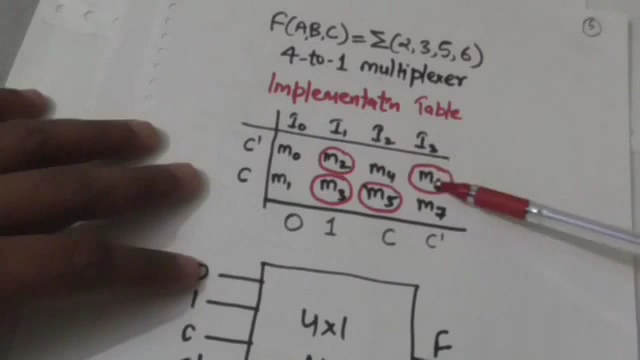 5
F(A,B,C) = Σ(2,3,5,6)
4-to-1 multiplexer
Implementatn Table
I₀ I₁ I₂ I₃
C' m₀ m₂ m₄ m₆
C m₁ m₃ m₅ m₇
0 1 C C'
1
C
4x1
F